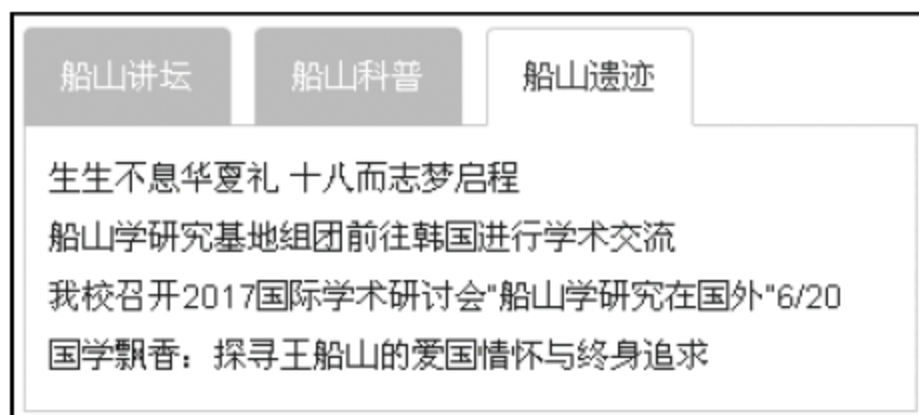 船山讲坛 船山科普 船山遗迹
生生不息华夏礼 十八而志梦启程
船山学研究基地组团前往韩国进行学术交流
我校召开2017国际学术研讨会"船山学研究在国外"6/20
国学飘香：探寻王船山的爱国情怀与终身追求